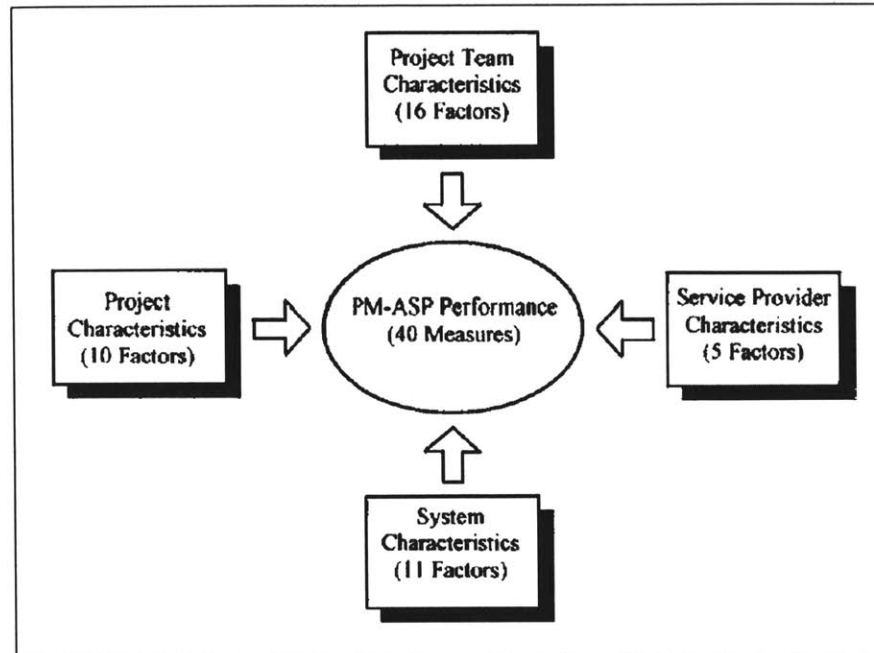 Project Team
Characteristics
(16 Factors)
Project
Characteristics
(10 Factors)
PM-ASP Performance
(40 Measures)
Service Provider
Characteristics
(5 Factors)
System
Characteristics
(11 Factors)